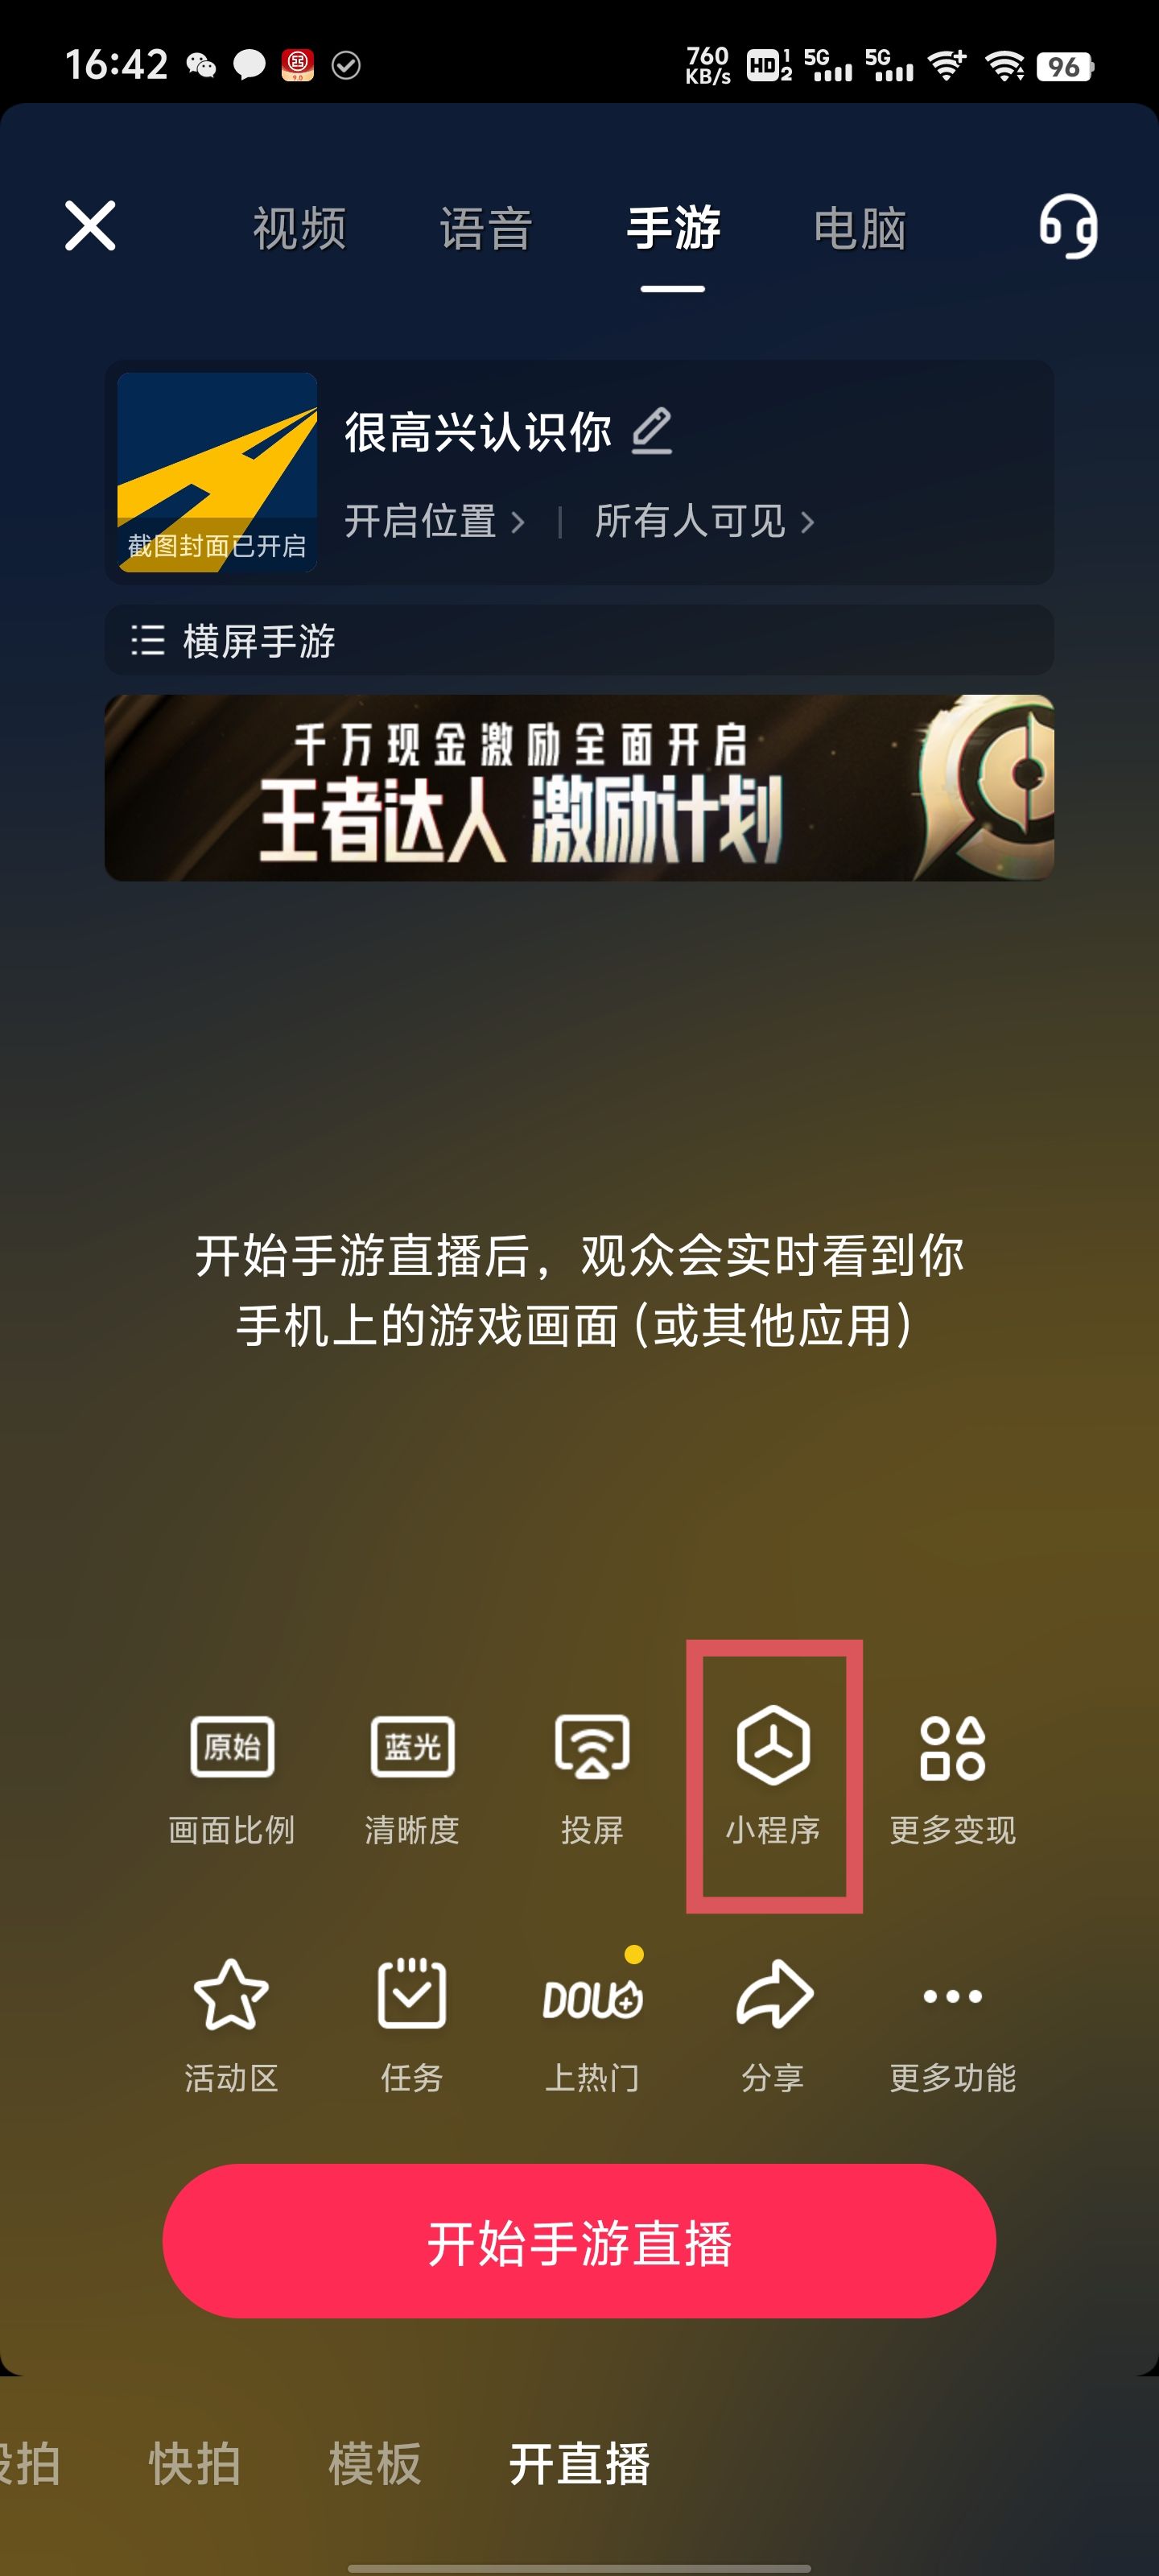 16:42
760
KB/s
HD 1 2
5G
5G
96
视频
语音
手游
电脑
很高兴认识你
截图封面已开启
开启位置
所有人可见
横屏手游
千万现金激励全面开启
王者达人 激励计划
开始手游直播后，观众会实时看到你
手机上的游戏画面(或其他应用)
原始
蓝光
画面比例
清晰度
投屏
小程序
更多变现
DOU+
活动区
任务
上热门
分享
更多功能
开始手游直播
段拍
快拍
模板
开直播